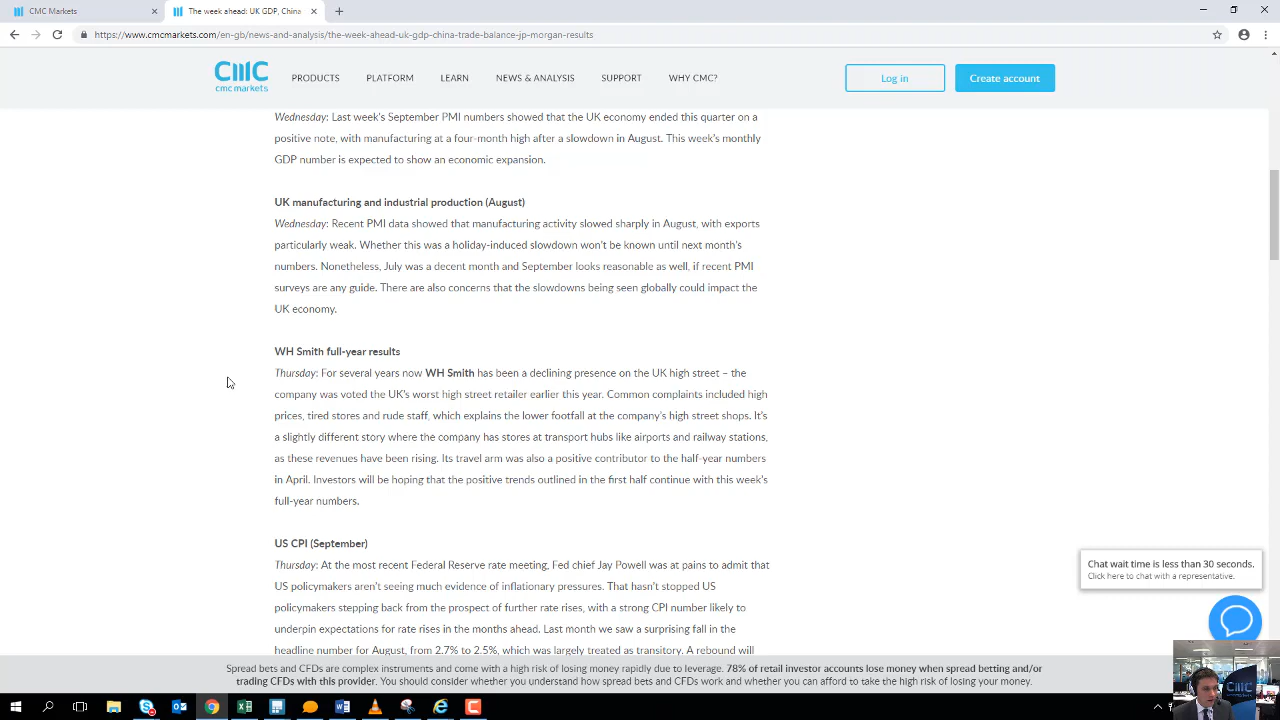 CMC Markets
The week ahead: UK GDP, China
https://www.cmcmarkets.com/en-gb/news-and-analysis/the-week-ahead-uk-gdp-china-trade-balance-jp-morgan-results
cmc markets
PRODUCTS
PLATFORM
LEARN
NEWS & ANALYSIS
SUPPORT
WHY CMC?
Log in
Create account
Wednesday: Last week's September PMI numbers showed that the UK economy ended this quarter on a
positive note, with manufacturing at a four-month high after a slowdown in August. This week's monthly
GDP number is expected to show an economic expansion.
UK manufacturing and industrial production (August)
Wednesday: Recent PMI data showed that manufacturing activity slowed sharply in August, with exports
particularly weak. Whether this was a holiday-induced slowdown won't be known until next month's
numbers. Nonetheless, July was a decent month and September looks reasonable as well, if recent PMI
surveys are any guide. There are also concerns that the slowdowns being seen globally could impact the
UK economy.
WH Smith full-year results
Thursday: For several years now WH Smith has been a declining presence on the UK high street – the
company was voted the UK's worst high street retailer earlier this year. Common complaints included high
prices, tired stores and rude staff, which explains the lower footfall at the company's high street shops. It's
a slightly different story where the company has stores at transport hubs like airports and railway stations,
as these revenues have been rising. Its travel arm was also a positive contributor to the half-year numbers
in April. Investors will be hoping that the positive trends outlined in the first half continue with this week's
full-year numbers.
US CPI (September)
Thursday: At the most recent Federal Reserve rate meeting, Fed chief Jay Powell was at pains to admit that
US policymakers aren't seeing much evidence of inflationary pressures. That hasn't stopped US
policymakers stepping back from the prospect of further rate rises, with a strong CPI number likely to
underpin expectations for rate rises in the months ahead. Last month we saw a surprising fall in the
headline number for August, from 2.7% to 2.5%, which was largely treated as transitory. A rebound will
Chat wait time is less than 30 seconds.
Click here to chat with a representative.
Spread bets and CFDs are complex instruments and come with a high risk of losing money rapidly due to leverage. 78% of retail investor accounts lose money when spread betting and/or
trading CFDs with this provider. You should consider whether you understand how spread bets and CFDs work and whether you can afford to take the high risk of losing your money.